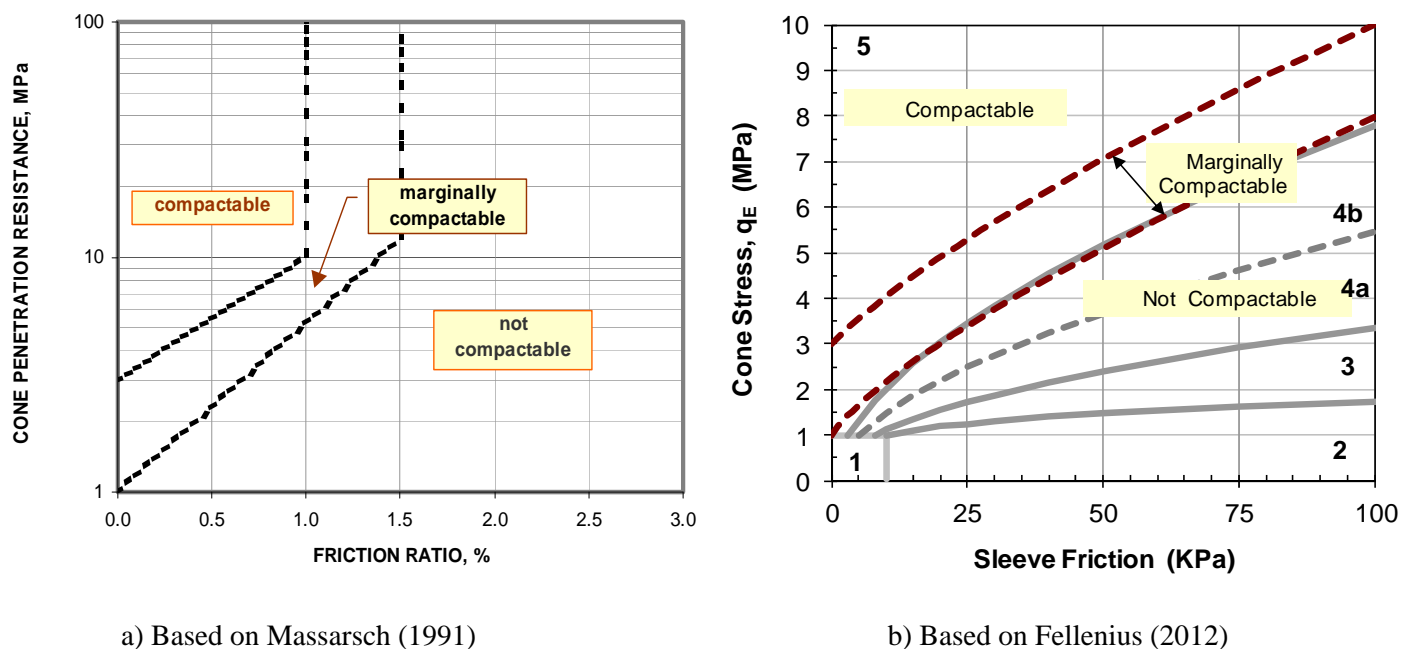 CONE PENETRATION RESISTANCE, MPa
100
10
1
compactable
marginally
compactable
not
compactable
0.0 0.5 1.0 1.5 2.0 2.5 3.0
FRICTION RATIO, %
a) Based on Massarsch (1991)
Cone Stress, qE (MPa)
10
9
8
7
6
5
4
3
2
1
0
5
Compactable
Marginally
Compactable
4b
4a
Not Compactable
3
2
1
0 25 50 75 100
Sleeve Friction (KPa)
b) Based on Fellenius (2012)